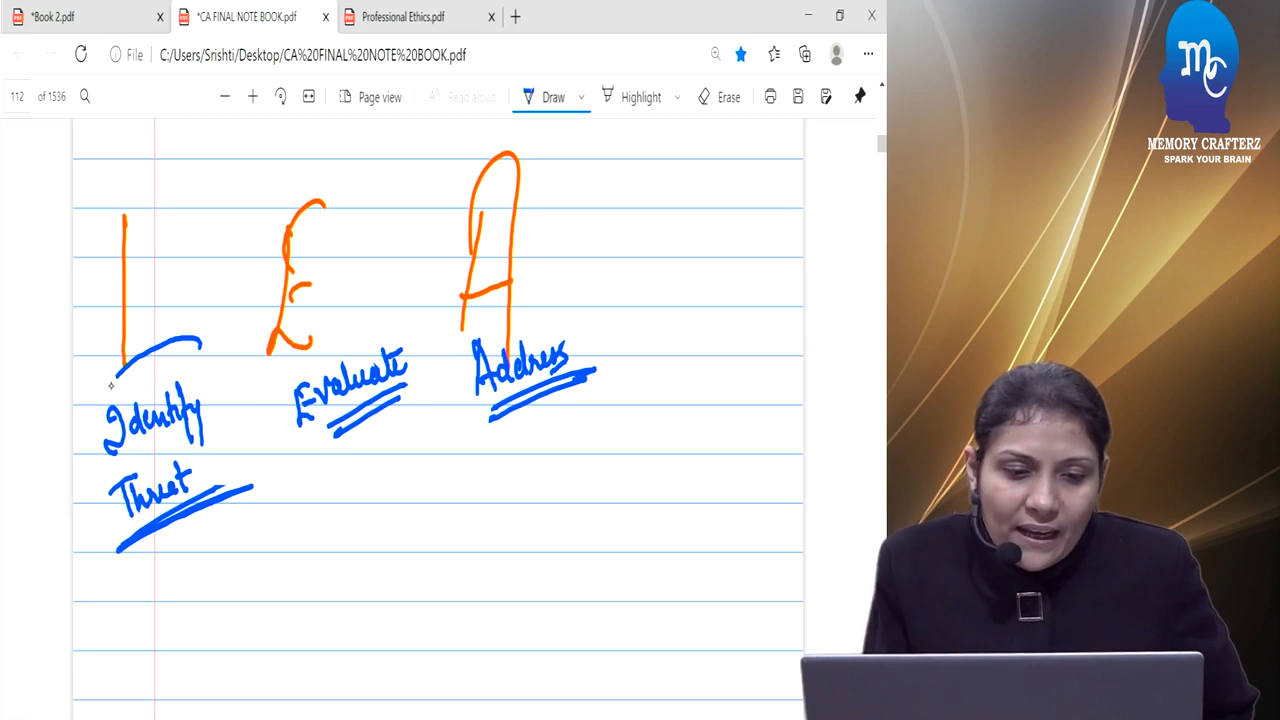 *Book 2.pdf
*CA FINAL NOTE BOOK.pdf
Professional Ethics.pdf
File C:/Users/Srishti/Desktop/CA%20FINAL%20NOTE%20BOOK.pdf
112 of 1536 Page view Read aloud Draw Highlight Erase
MC
MEMORY CRAFTERZ
SPARK YOUR BRAIN
I E A
Identify Evaluate Address
Threat